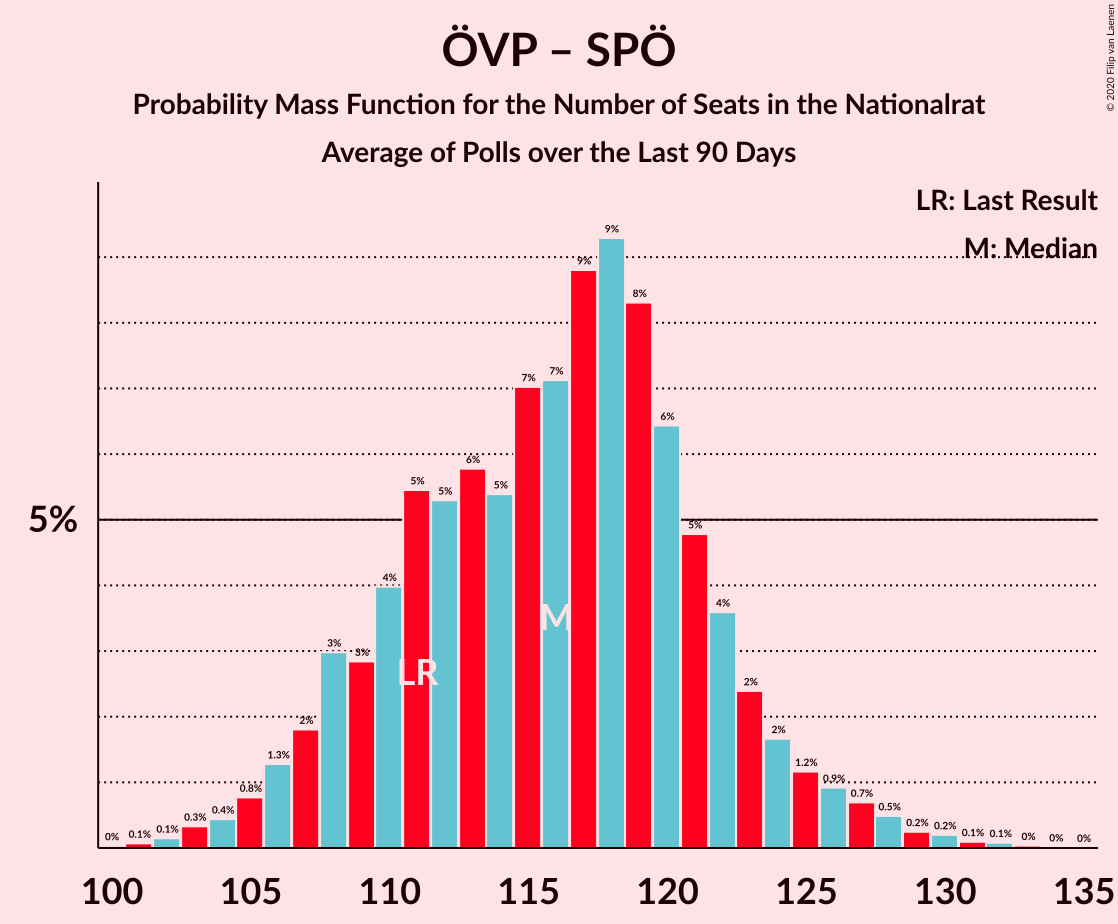 ÖVP – SPÖ
Probability Mass Function for the Number of Seats in the Nationalrat
Average of Polls over the Last 90 Days
© 2020 Filip van Laenen
LR: Last Result
M: Median
5%
0% 0.1% 0.1% 0.3% 0.4% 0.8% 1.3% 2% 3% 3% 4% 5% 5% 6% 5% 7% 7% 9% 9% 8% 6% 5% 4% 2% 2% 1.2% 0.9% 0.7% 0.5% 0.2% 0.2% 0.1% 0.1% 0% 0% 0%
M
LR
100 105 110 115 120 125 130 135